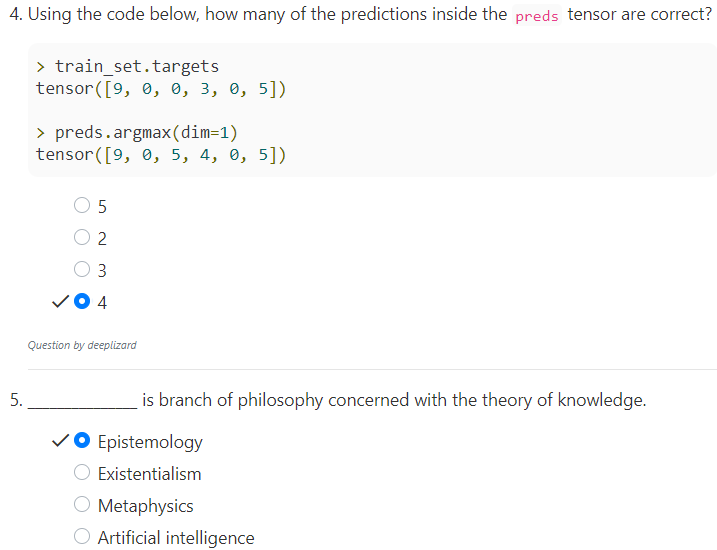 4. Using the code below, how many of the predictions inside the preds tensor are correct?
> train_set.targets
tensor([9, 0, 0, 3, 0, 5])
> preds.argmax(dim=1)
tensor([9, 0, 5, 4, 0, 5])
5
2
3
4
Question by deeplizard
5. ____________ is branch of philosophy concerned with the theory of knowledge.
Epistemology
Existentialism
Metaphysics
Artificial intelligence